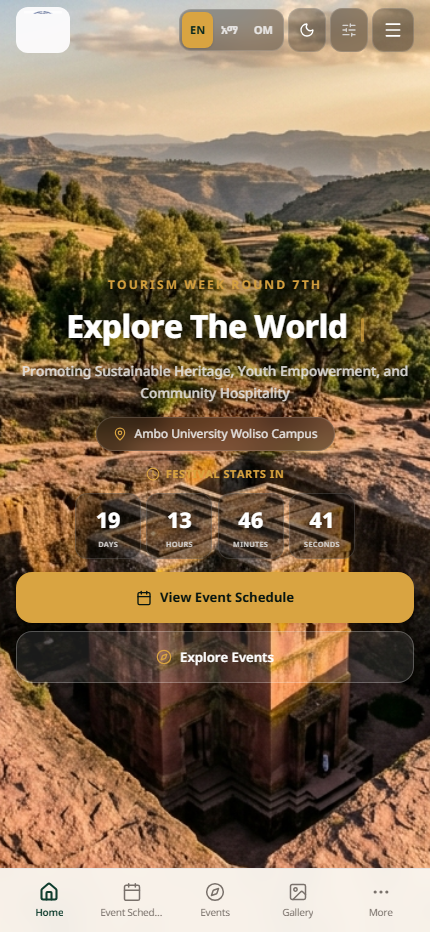 EN አማ OM
TOURISM WEEK ROUND 7TH
Explore The World
Promoting Sustainable Heritage, Youth Empowerment, and
Community Hospitality
Ambo University Woliso Campus
FESTIVAL STARTS IN
19 13 46 41
DAYS HOURS MINUTES SECONDS
View Event Schedule
Explore Events
Home Event Sched... Events Gallery More